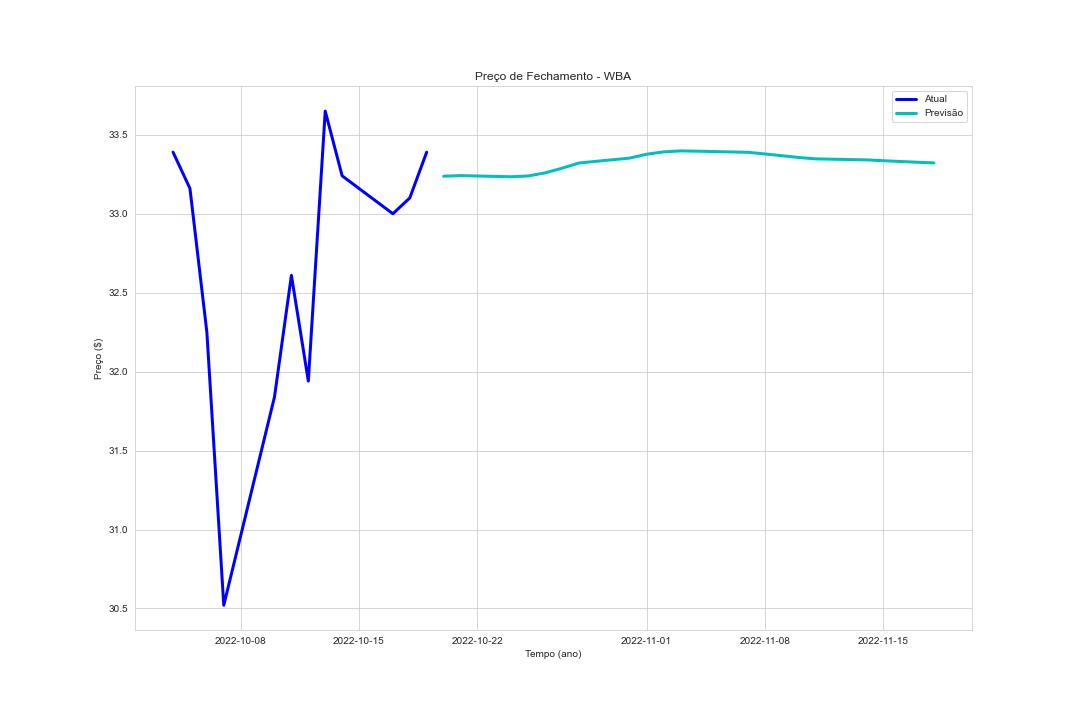 Preço de Fechamento - WBA
Atual
Previsão
33.5
33.0
32.5
32.0
31.5
31.0
30.5
Preço ($)
2022-10-08
2022-10-15
2022-10-22
2022-11-01
2022-11-08
2022-11-15
Tempo (ano)